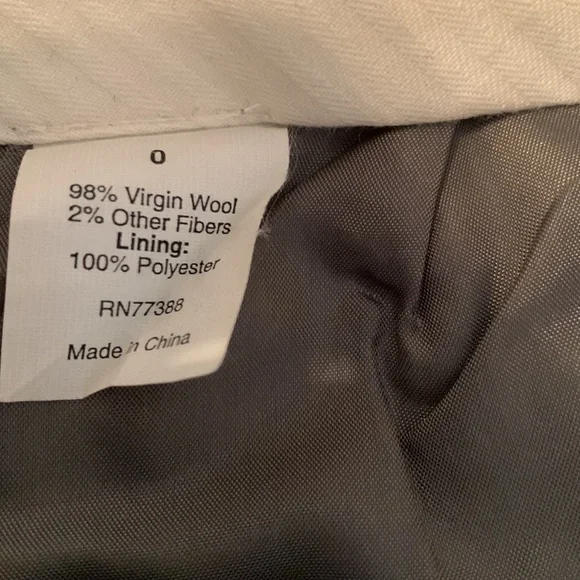 0
98% Virgin Wool
2% Other Fibers
Lining:
100% Polyester
RN77388
Made in China